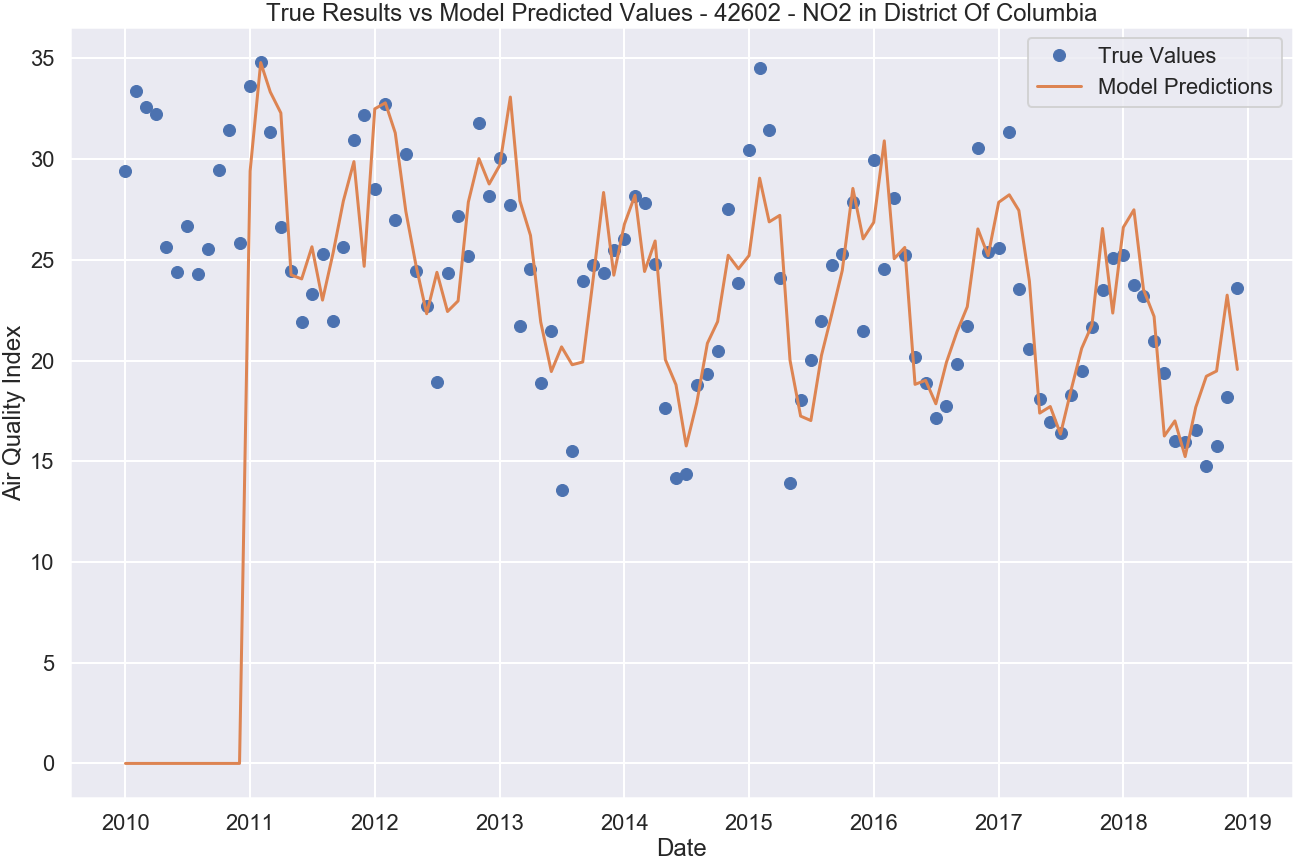 True Results vs Model Predicted Values - 42602 - NO2 in District Of Columbia
True Values
Model Predictions
35
30
25
20
15
10
5
0
Air Quality Index
2010 2011 2012 2013 2014 2015 2016 2017 2018 2019
Date